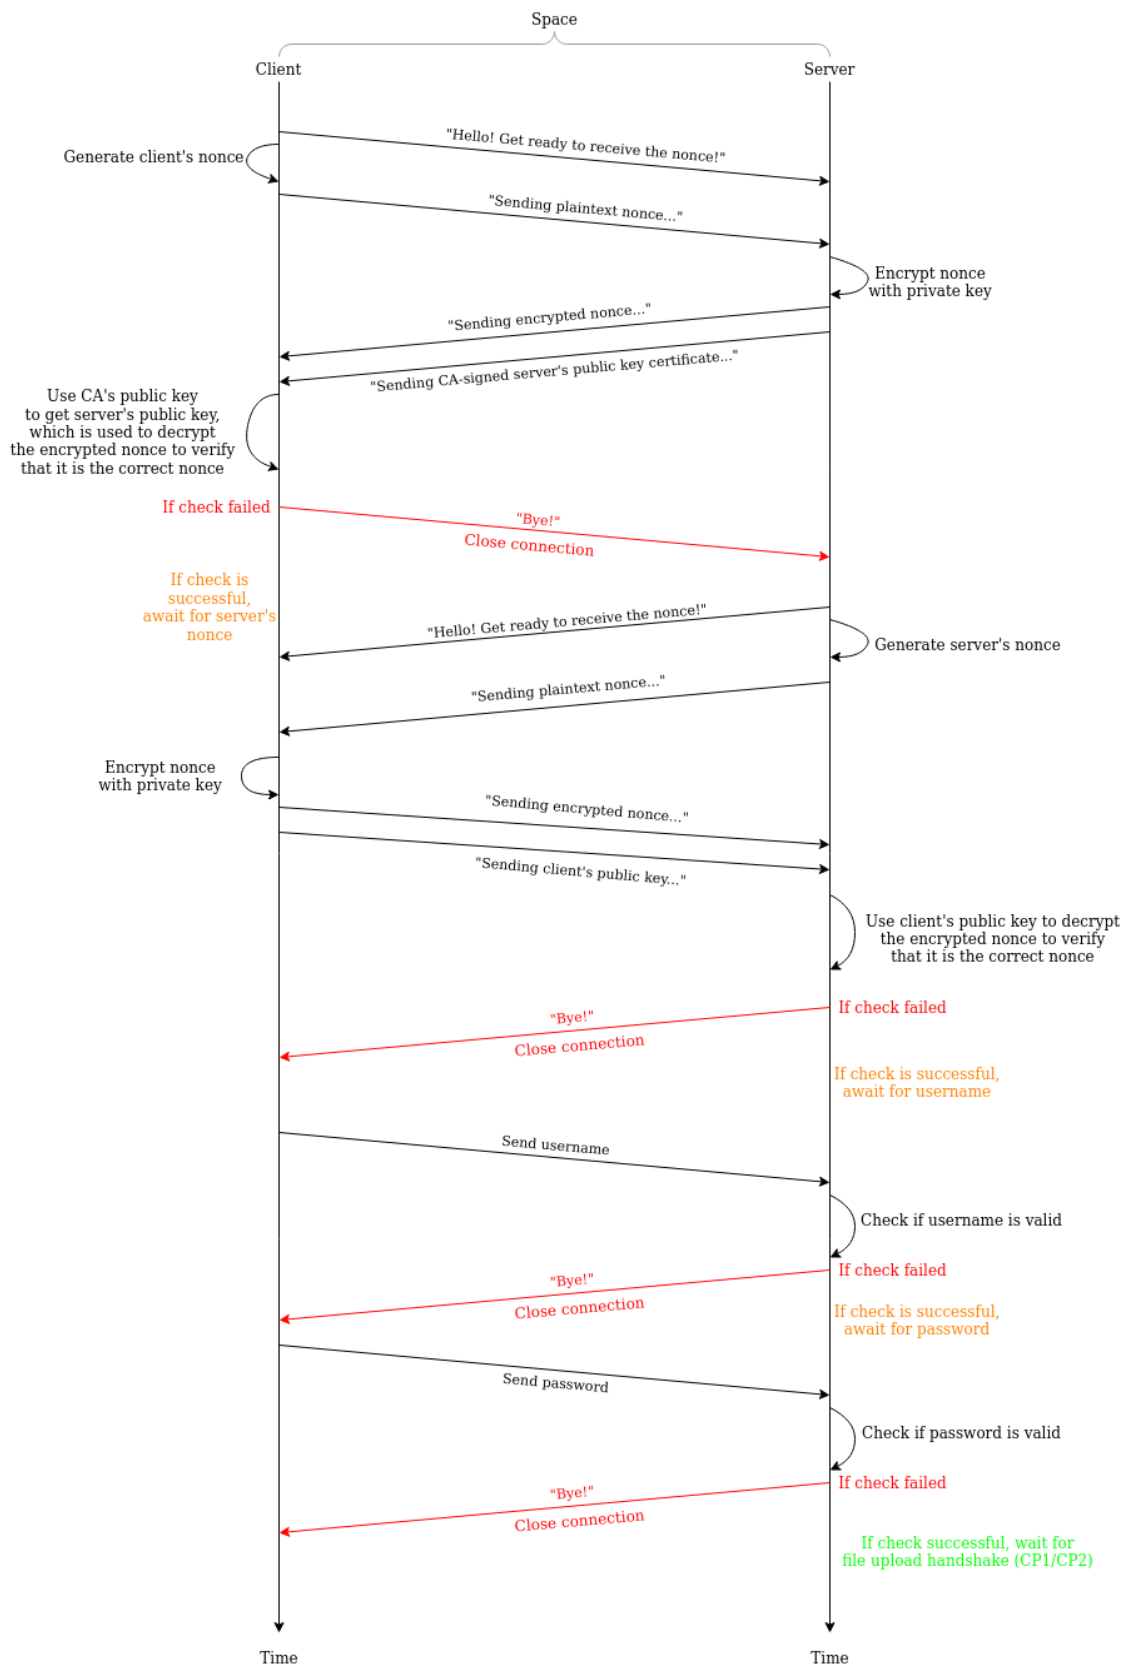 Space
Client
Server
"Hello! Get ready to receive the nonce!"
Generate client's nonce
"Sending plaintext nonce..."
Encrypt nonce
with private key
"Sending encrypted nonce..."
"Sending CA-signed server's public key certificate..."
Use CA's public key
to get server's public key,
which is used to decrypt
the encrypted nonce to verify
that it is the correct nonce
If check failed
"Bye!"
Close connection
If check is
successful,
await for server's
nonce
"Hello! Get ready to receive the nonce!"
Generate server's nonce
"Sending plaintext nonce..."
Encrypt nonce
with private key
"Sending encrypted nonce..."
"Sending client's public key..."
Use client's public key to decrypt
the encrypted nonce to verify
that it is the correct nonce
If check failed
"Bye!"
Close connection
If check is successful,
await for username
Send username
Check if username is valid
If check failed
"Bye!"
Close connection
If check is successful,
await for password
Send password
Check if password is valid
If check failed
"Bye!"
Close connection
If check successful, wait for
file upload handshake (CP1/CP2)
Time
Time